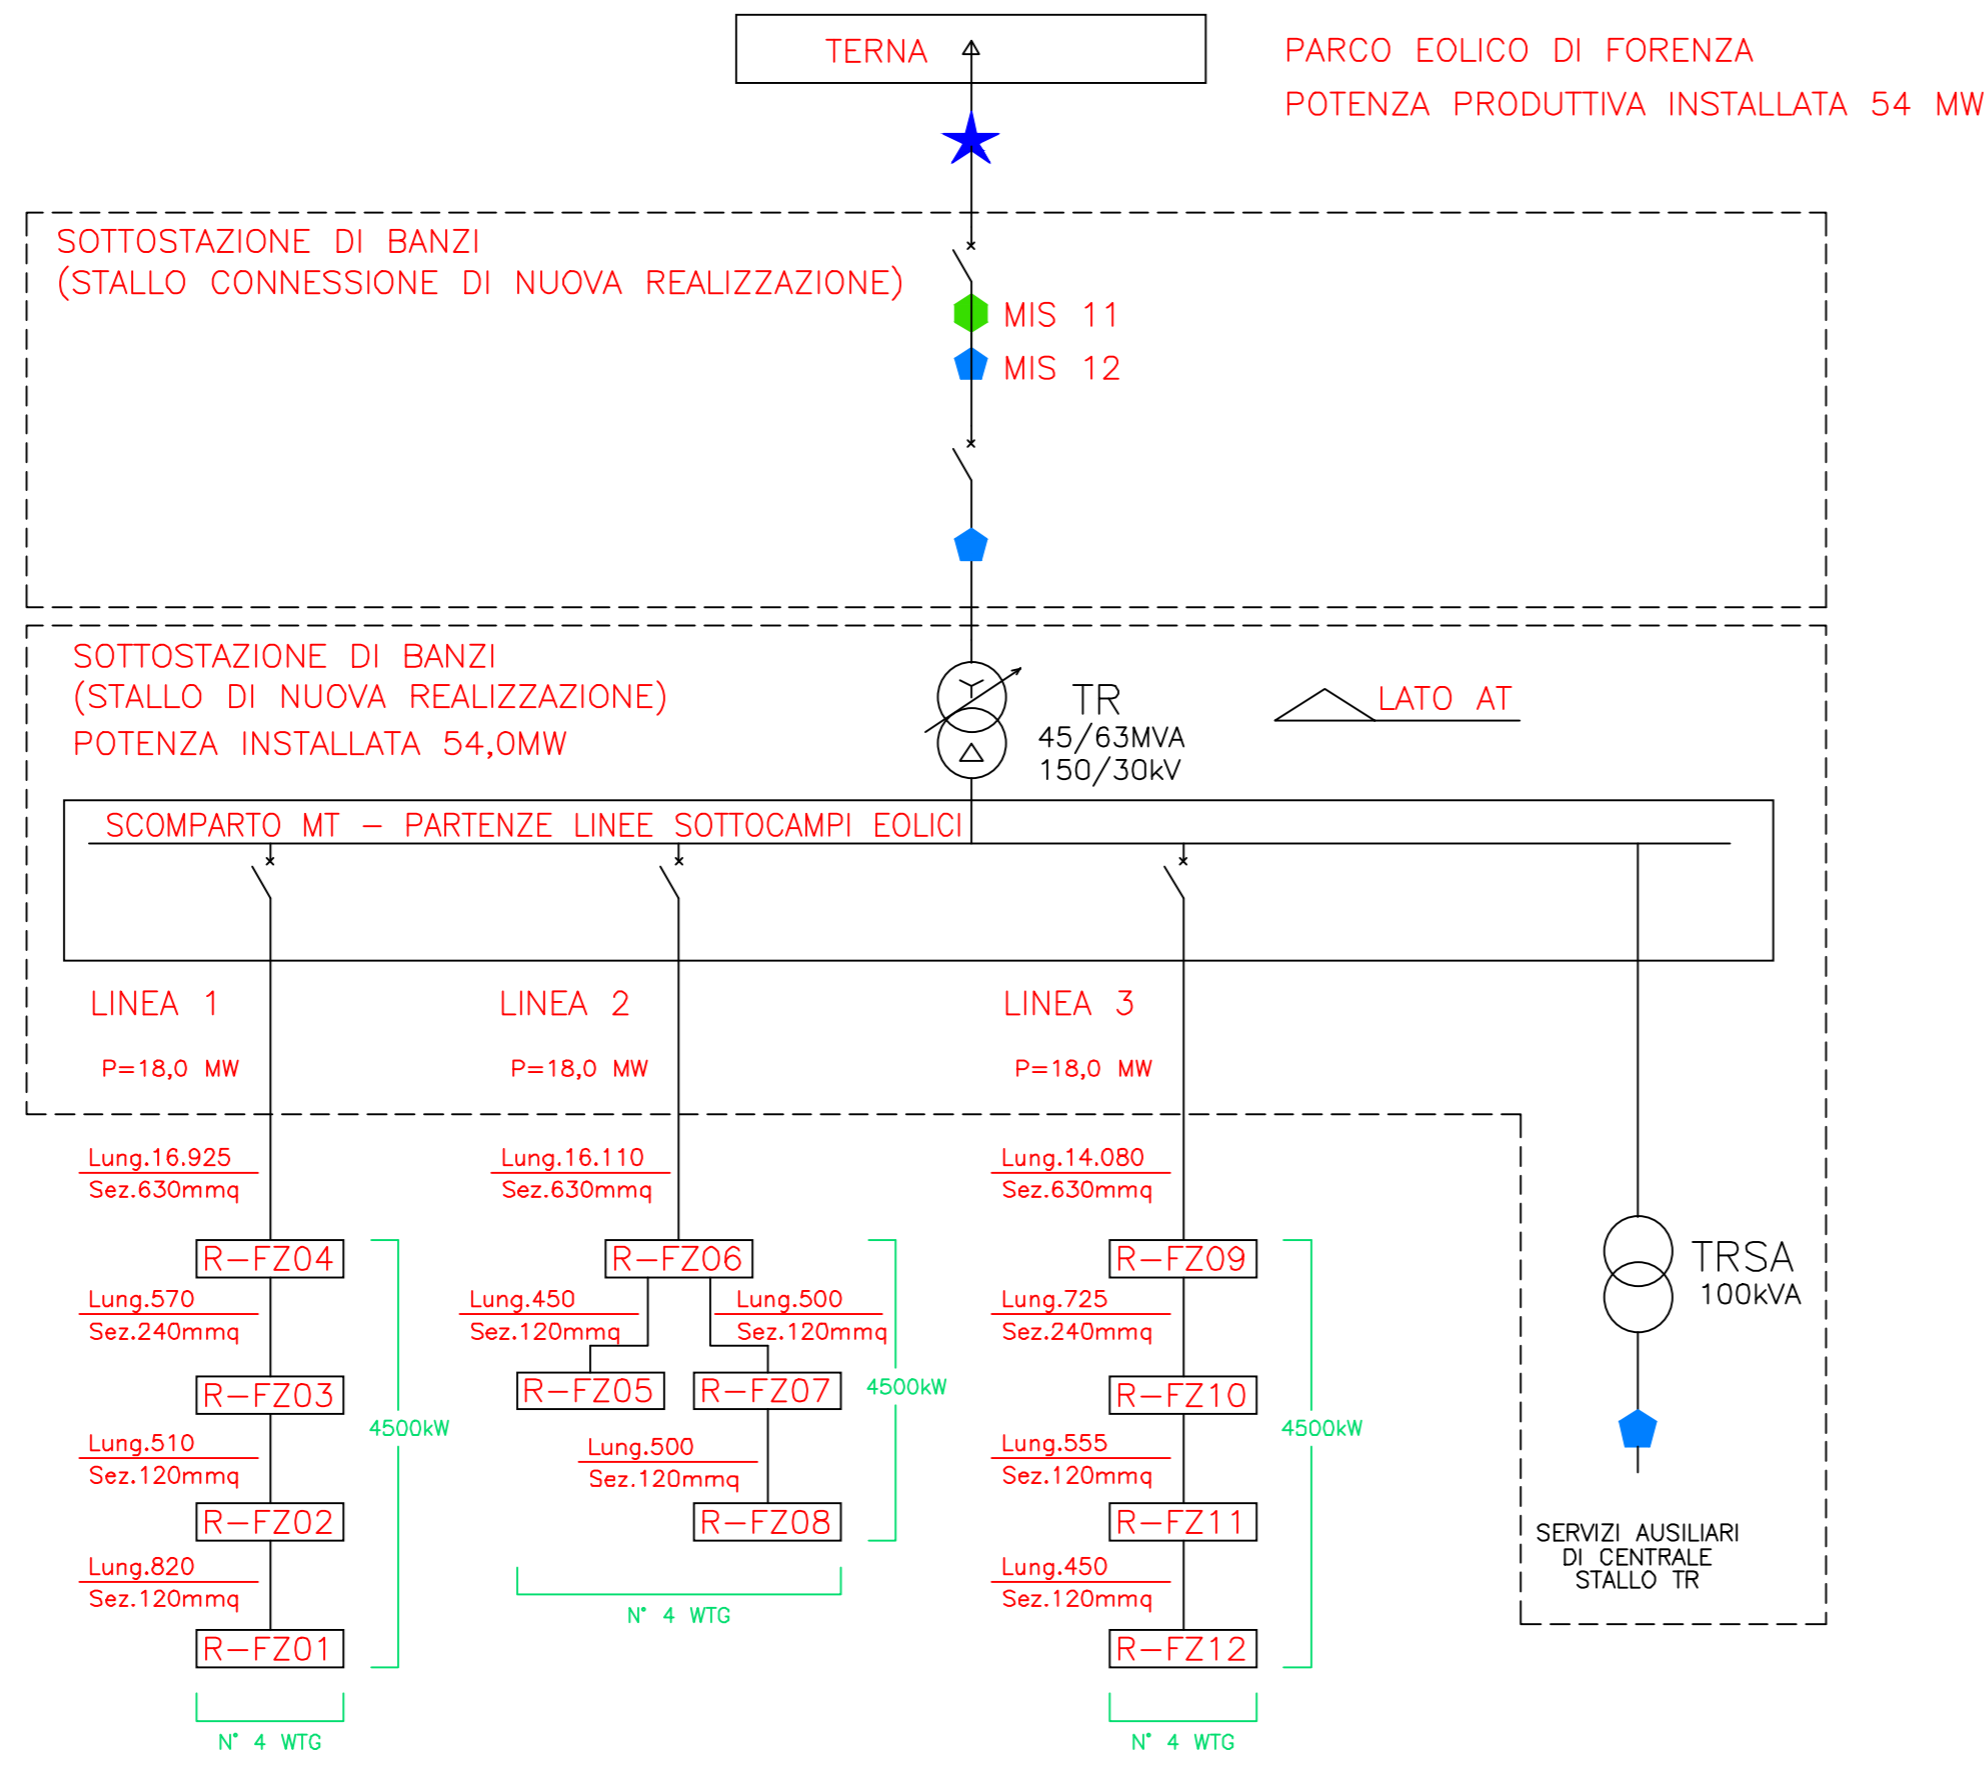 TERNA
PARCO EOLICO DI FORENZA
POTENZA PRODUTTIVA INSTALLATA 54 MW
SOTTOSTAZIONE DI BANZI
(STALLO CONNESSIONE DI NUOVA REALIZZAZIONE)
MIS 11
MIS 12
SOTTOSTAZIONE DI BANZI
(STALLO DI NUOVA REALIZZAZIONE)
POTENZA INSTALLATA 54,0MW
TR
45/63MVA
150/30kV
LATO AT
SCOMPARTO MT – PARTENZE LINEE SOTTOCAMPI EOLICI
LINEA 1
P=18,0 MW
LINEA 2
P=18,0 MW
LINEA 3
P=18,0 MW
Lung.16.925
Sez.630mmq
R–FZ04
Lung.570
Sez.240mmq
R–FZ03
Lung.510
Sez.120mmq
R–FZ02
Lung.820
Sez.120mmq
R–FZ01
4500kW
N° 4 WTG
Lung.16.110
Sez.630mmq
R–FZ06
Lung.450
Sez.120mmq
Lung.500
Sez.120mmq
R–FZ05
R–FZ07
Lung.500
Sez.120mmq
R–FZ08
4500kW
N° 4 WTG
Lung.14.080
Sez.630mmq
R–FZ09
Lung.725
Sez.240mmq
R–FZ10
Lung.555
Sez.120mmq
R–FZ11
Lung.450
Sez.120mmq
R–FZ12
4500kW
N° 4 WTG
TRSA
100kVA
SERVIZI AUSILIARI
DI CENTRALE
STALLO TR